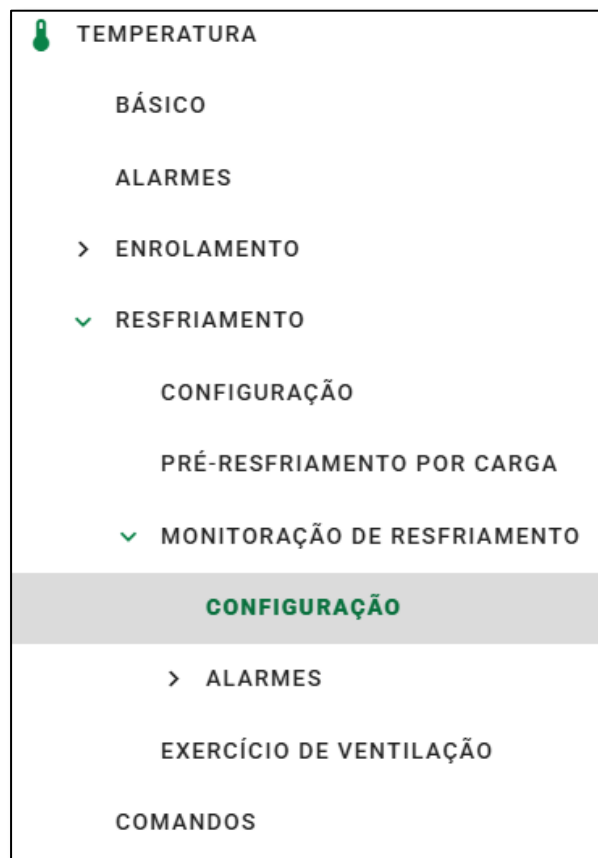 TEMPERATURA
BÁSICO
ALARMES
ENROLAMENTO
RESFRIAMENTO
CONFIGURAÇÃO
PRÉ-RESFRIAMENTO POR CARGA
MONITORAÇÃO DE RESFRIAMENTO
CONFIGURAÇÃO
ALARMES
EXERCÍCIO DE VENTILAÇÃO
COMANDOS